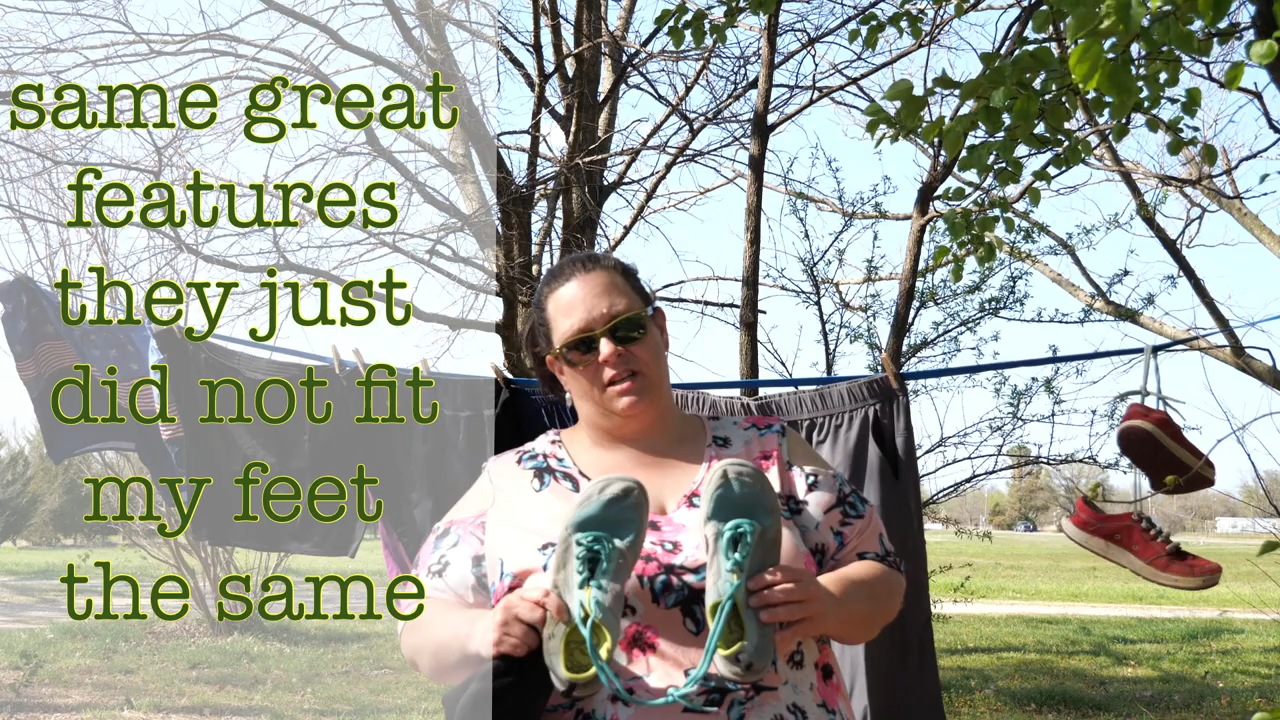 same great
features
they just
did not fit
my feet
the same